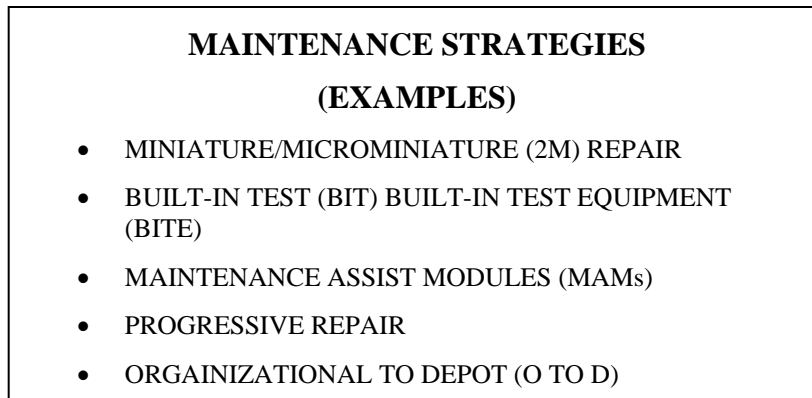 MAINTENANCE STRATEGIES
(EXAMPLES)
• MINIATURE/MICROMINIATURE (2M) REPAIR
• BUILT-IN TEST (BIT) BUILT-IN TEST EQUIPMENT
(BITE)
• MAINTENANCE ASSIST MODULES (MAMs)
• PROGRESSIVE REPAIR
• ORGAINIZATIONAL TO DEPOT (O TO D)